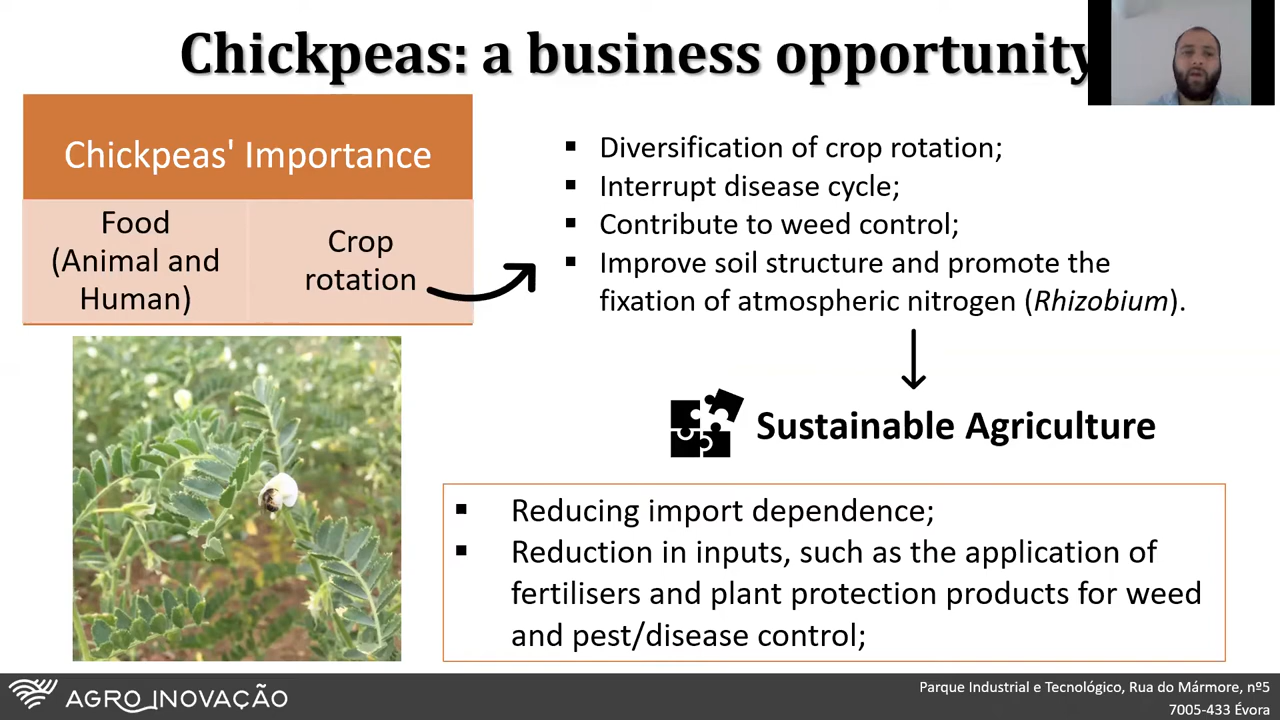 Chickpeas: a business opportunity
Chickpeas' Importance
Food
(Animal and
Human)
Crop
rotation
▪ Diversification of crop rotation;
▪ Interrupt disease cycle;
▪ Contribute to weed control;
▪ Improve soil structure and promote the
fixation of atmospheric nitrogen (Rhizobium).
Sustainable Agriculture
▪ Reducing import dependence;
▪ Reduction in inputs, such as the application of
fertilisers and plant protection products for weed
and pest/disease control;
AGRO INOVAÇÃO
Parque Industrial e Tecnológico, Rua do Mármore, nº5
7005-433 Évora